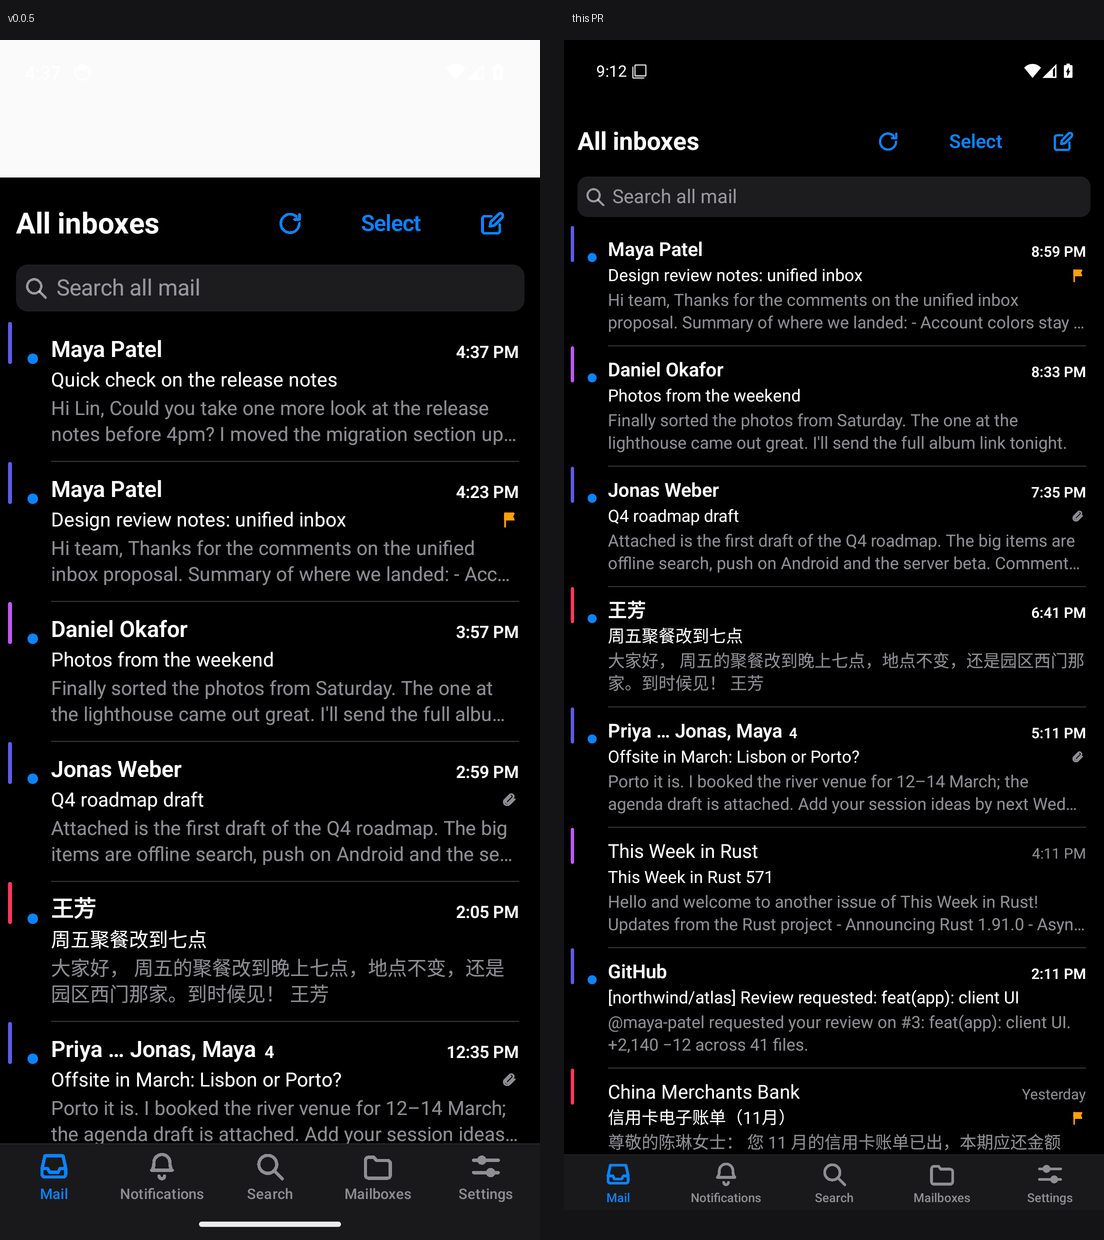 v0.0.5
4:37
All inboxes
Select
Search all mail
Maya Patel
4:37 PM
Quick check on the release notes
Hi Lin, Could you take one more look at the release
notes before 4pm? I moved the migration section up...
Maya Patel
4:23 PM
Design review notes: unified inbox
Hi team, Thanks for the comments on the unified
inbox proposal. Summary of where we landed: - Acc...
Daniel Okafor
3:57 PM
Photos from the weekend
Finally sorted the photos from Saturday. The one at
the lighthouse came out great. I'll send the full albu...
Jonas Weber
2:59 PM
Q4 roadmap draft
Attached is the first draft of the Q4 roadmap. The big
items are offline search, push on Android and the se...
王芳
2:05 PM
周五聚餐改到七点
大家好， 周五的聚餐改到晚上七点，地点不变，还是
园区西门那家。到时候见！ 王芳
Priya ... Jonas, Maya 4
12:35 PM
Offsite in March: Lisbon or Porto?
Porto it is. I booked the river venue for 12–14 March;
the agenda draft is attached. Add your session ideas...
Mail
Notifications
Search
Mailboxes
Settings
this PR
9:12
All inboxes
Select
Search all mail
Maya Patel
8:59 PM
Design review notes: unified inbox
Hi team, Thanks for the comments on the unified inbox
proposal. Summary of where we landed: - Account colors stay ...
Daniel Okafor
8:33 PM
Photos from the weekend
Finally sorted the photos from Saturday. The one at the
lighthouse came out great. I'll send the full album link tonight.
Jonas Weber
7:35 PM
Q4 roadmap draft
Attached is the first draft of the Q4 roadmap. The big items are
offline search, push on Android and the server beta. Comment...
王芳
6:41 PM
周五聚餐改到七点
大家好， 周五的聚餐改到晚上七点，地点不变，还是园区西门那
家。到时候见！ 王芳
Priya ... Jonas, Maya 4
5:11 PM
Offsite in March: Lisbon or Porto?
Porto it is. I booked the river venue for 12–14 March; the
agenda draft is attached. Add your session ideas by next Wed...
This Week in Rust
4:11 PM
This Week in Rust 571
Hello and welcome to another issue of This Week in Rust!
Updates from the Rust project - Announcing Rust 1.91.0 - Asyn...
GitHub
2:11 PM
[northwind/atlas] Review requested: feat(app): client UI
@maya-patel requested your review on #3: feat(app): client UI.
+2,140 −12 across 41 files.
China Merchants Bank
Yesterday
信用卡电子账单（11月）
尊敬的陈琳女士： 您 11 月的信用卡账单已出，本期应还金额
Mail
Notifications
Search
Mailboxes
Settings